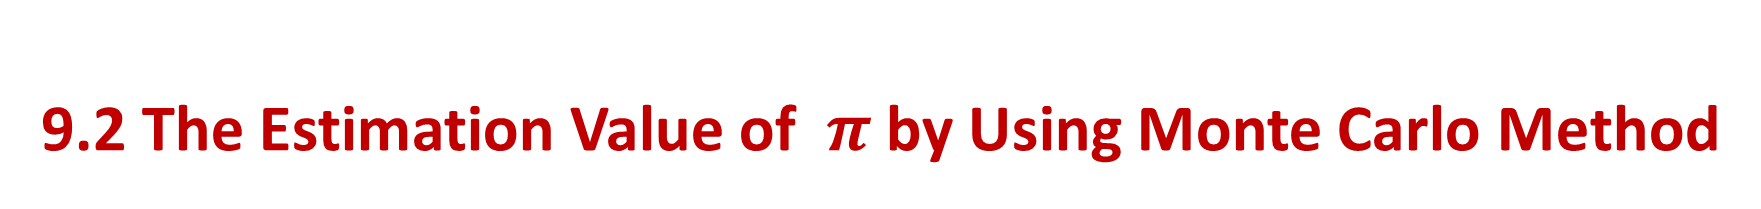 9.2 The Estimation Value of 𝝅 by Using Monte Carlo Method